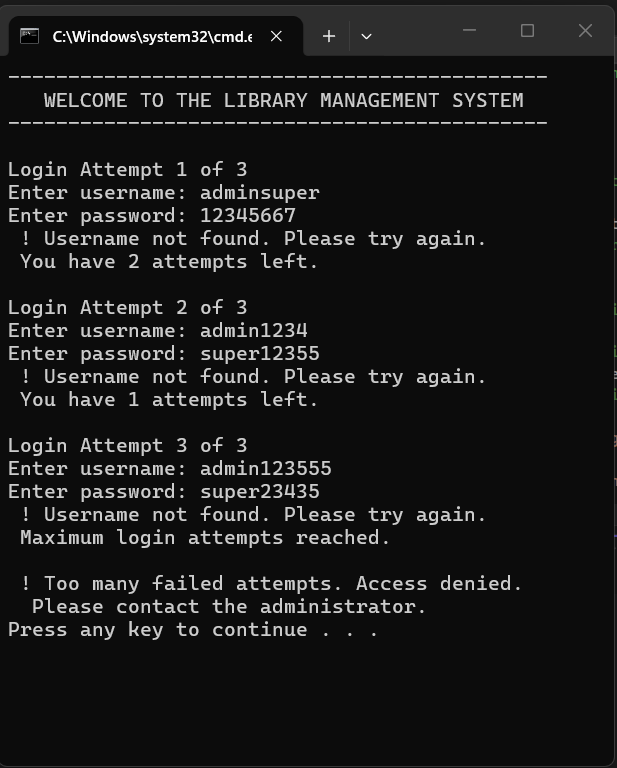 C:\Windows\system32\cmd.e
---------------------------------------------
WELCOME TO THE LIBRARY MANAGEMENT SYSTEM
---------------------------------------------
Login Attempt 1 of 3
Enter username: adminsuper
Enter password: 12345667
! Username not found. Please try again.
You have 2 attempts left.
Login Attempt 2 of 3
Enter username: admin1234
Enter password: super12355
! Username not found. Please try again.
You have 1 attempts left.
Login Attempt 3 of 3
Enter username: admin123555
Enter password: super23435
! Username not found. Please try again.
Maximum login attempts reached.
! Too many failed attempts. Access denied.
Please contact the administrator.
Press any key to continue . . .